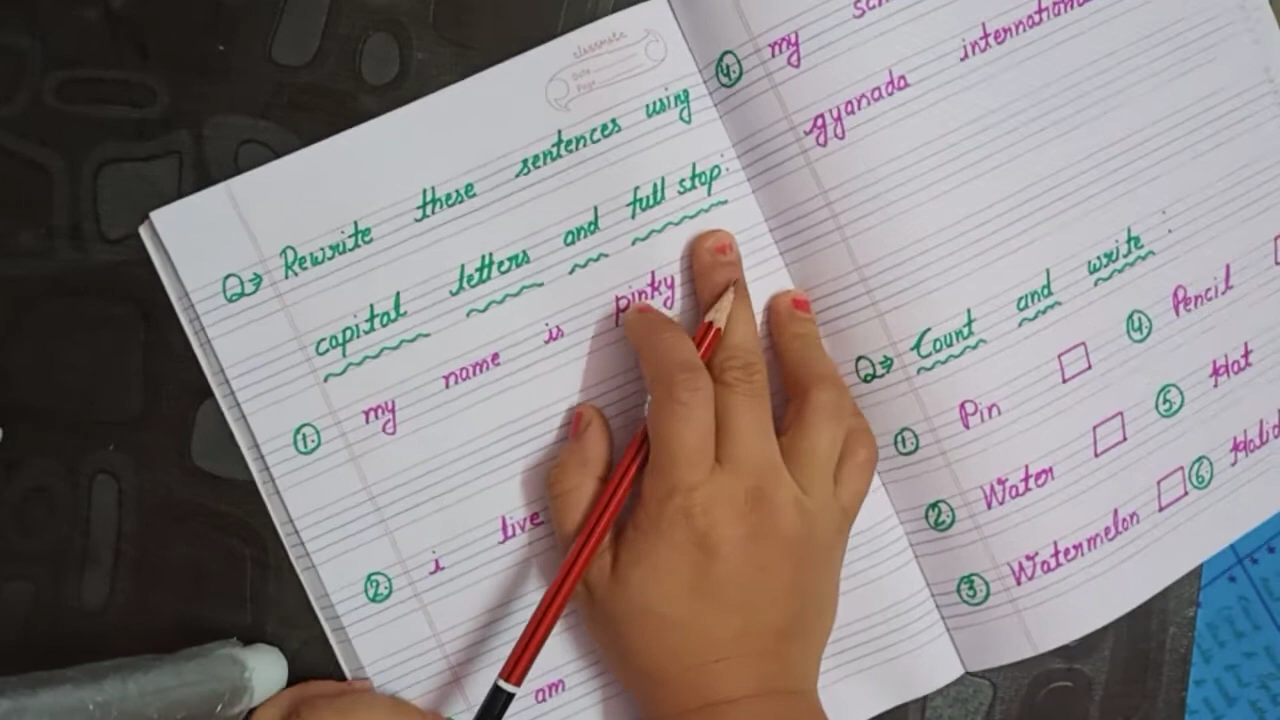 classmate
Date
Page
Q→ Rewrite these sentences using
capital letters and full stop.
1. my name is pinky
2. i live
am
4. my
gyanada international
Q→ Count and write.
1. Pin
2. Water
3. Watermelon
4. Pencil
5. Hat
6.